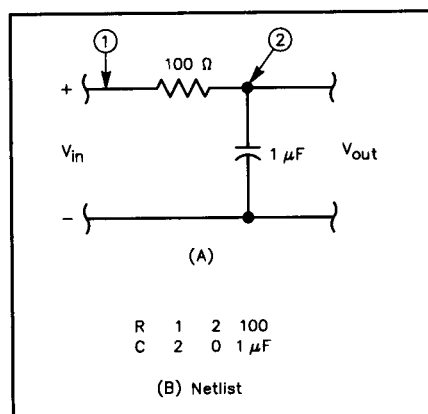 ① ②
100 Ω
+
V_in 1 μF V_out
−
(A)
R 1 2 100
C 2 0 1 μF
(B) Netlist